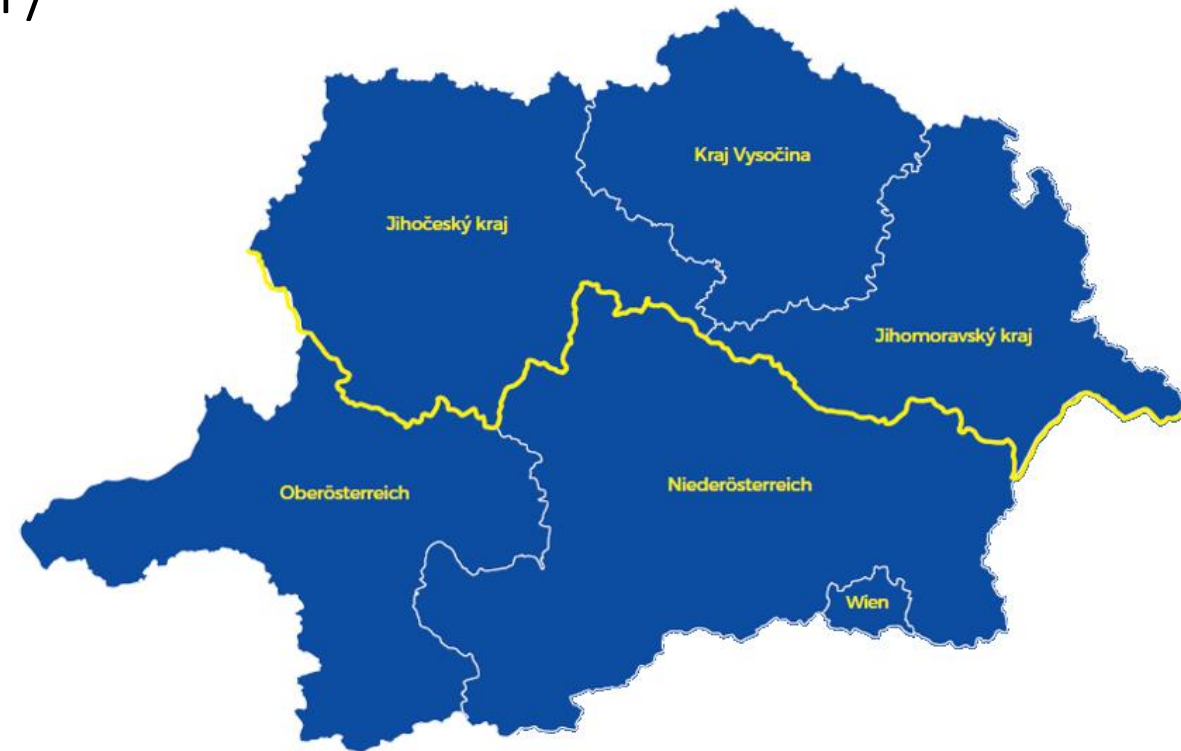 Kraj Vysočina
Jihočeský kraj
Jihomoravský kraj
Oberösterreich
Niederösterreich
Wien